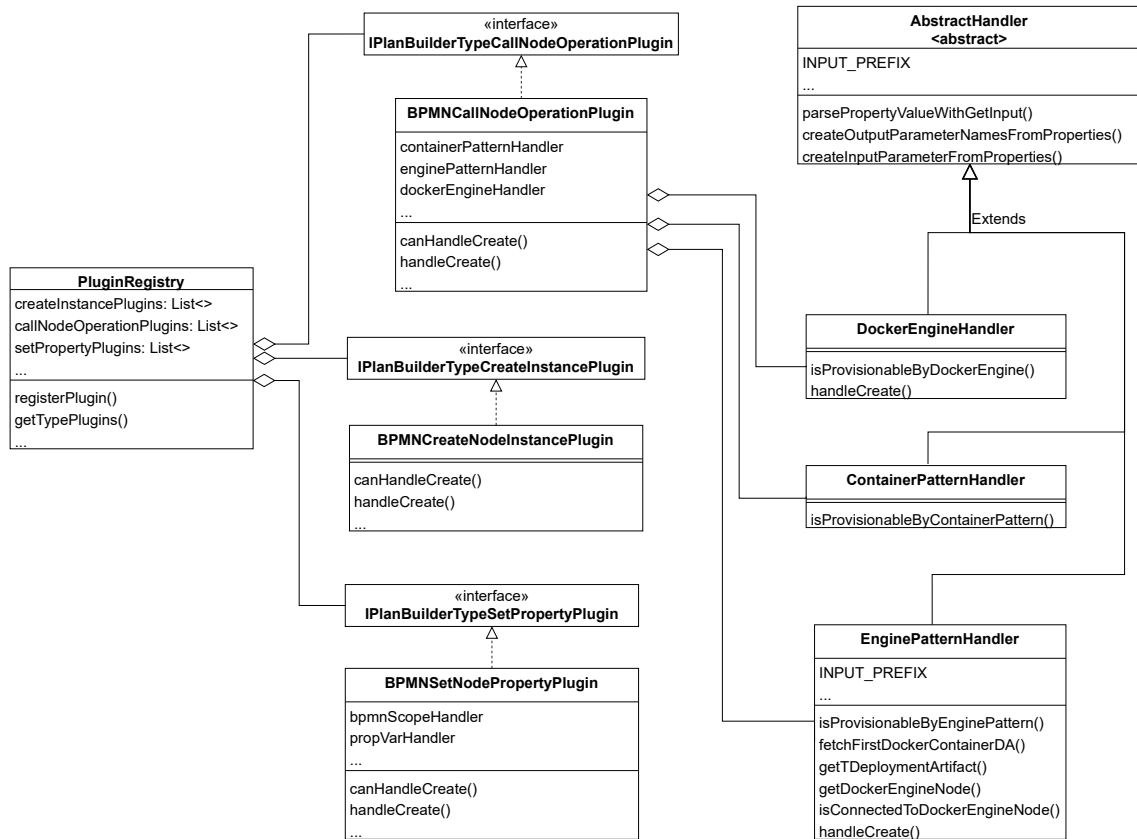 «interface»
IPlanBuilderTypeCallNodeOperationPlugin
BPMNCallNodeOperationPlugin
containerPatternHandler
enginePatternHandler
dockerEngineHandler
...
canHandleCreate()
handleCreate()
...
AbstractHandler
<abstract>
INPUT_PREFIX
...
parsePropertyValueWithGetInput()
createOutputParameterNamesFromProperties()
createInputParameterFromProperties()
Extends
PluginRegistry
createInstancePlugins: List<>
callNodeOperationPlugins: List<>
setPropertyPlugins: List<>
...
registerPlugin()
getTypePlugins()
...
«interface»
IPlanBuilderTypeCreateInstancePlugin
BPMNCreateNodeInstancePlugin
canHandleCreate()
handleCreate()
...
DockerEngineHandler
isProvisionableByDockerEngine()
handleCreate()
ContainerPatternHandler
isProvisionableByContainerPattern()
«interface»
IPlanBuilderTypeSetPropertyPlugin
BPMNSetNodePropertyPlugin
bpmnScopeHandler
propVarHandler
...
canHandleCreate()
handleCreate()
...
EnginePatternHandler
INPUT_PREFIX
...
isProvisionableByEnginePattern()
fetchFirstDockerContainerDA()
getTDeploymentArtifact()
getDockerEngineNode()
isConnectedToDockerEngineNode()
handleCreate()